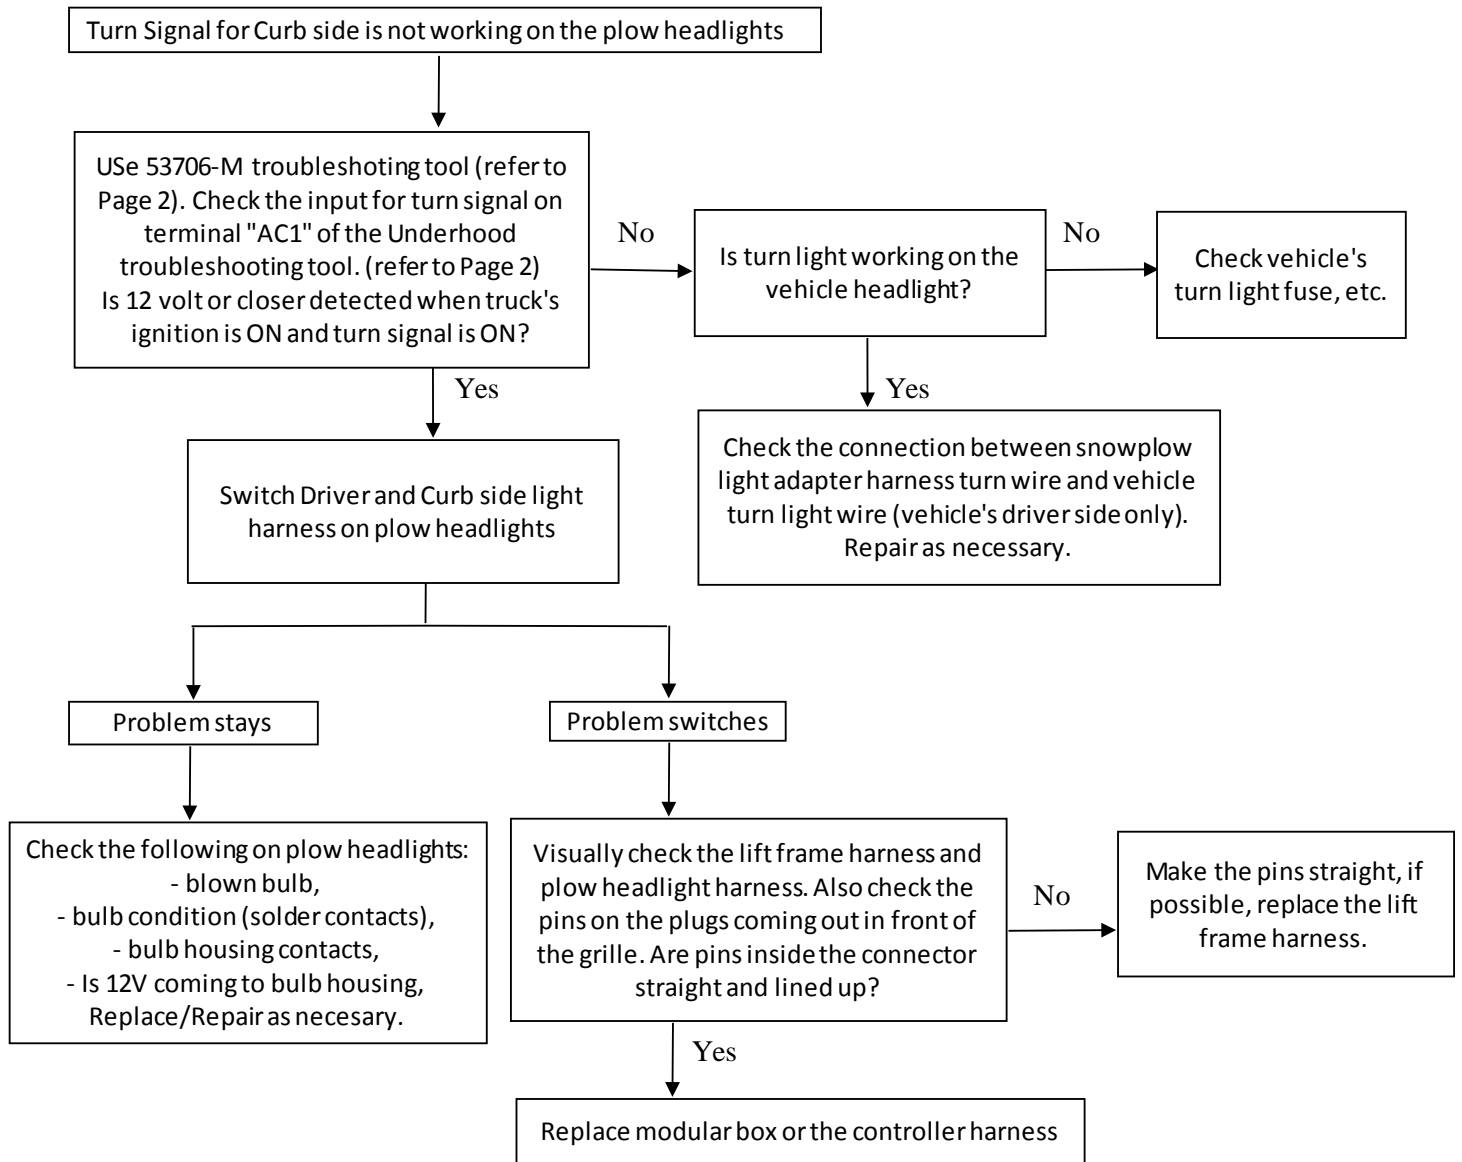 Turn Signal for Curb side is not working on the plow headlights
USe 53706-M troubleshoting tool (refer to
Page 2). Check the input for turn signal on
terminal "AC1" of the Underhood
troubleshooting tool. (refer to Page 2)
Is 12 volt or closer detected when truck's
ignition is ON and turn signal is ON?
No
Is turn light working on the
vehicle headlight?
No
Check vehicle's
turn light fuse, etc.
Yes
Yes
Check the connection between snowplow
light adapter harness turn wire and vehicle
turn light wire (vehicle's driver side only).
Repair as necessary.
Switch Driver and Curb side light
harness on plow headlights
Problem stays
Problem switches
Check the following on plow headlights:
- blown bulb,
- bulb condition (solder contacts),
- bulb housing contacts,
- Is 12V coming to bulb housing,
Replace/Repair as necesary.
Visually check the lift frame harness and
plow headlight harness. Also check the
pins on the plugs coming out in front of
the grille. Are pins inside the connector
straight and lined up?
No
Make the pins straight, if
possible, replace the lift
frame harness.
Yes
Replace modular box or the controller harness